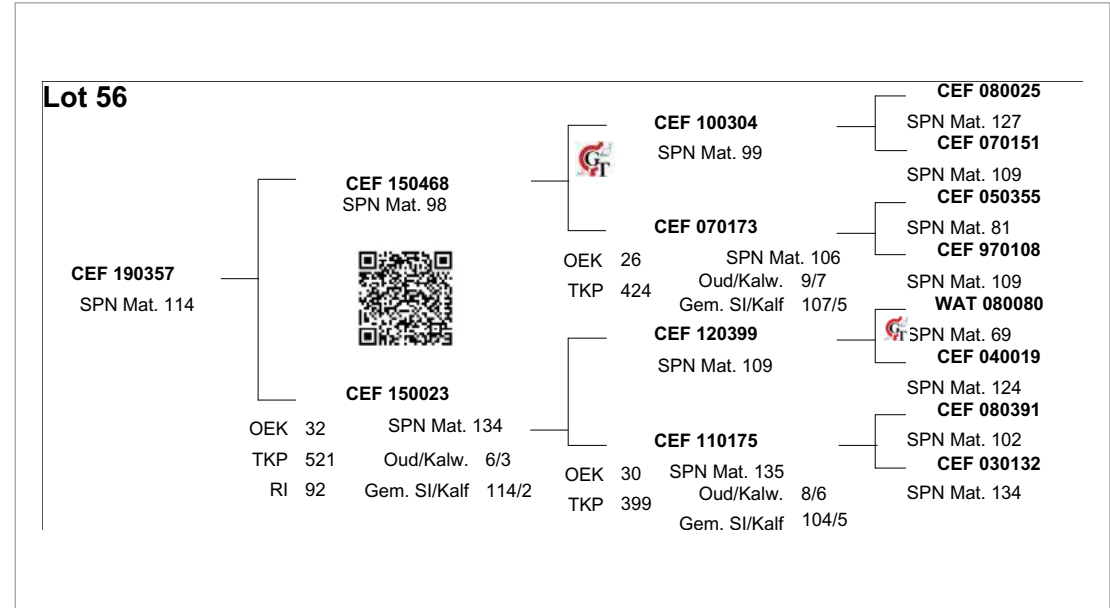 Lot 56
CEF 190357
SPN Mat. 114
CEF 150468
SPN Mat. 98
CEF 150023
OEK 32 SPN Mat. 134
TKP 521 Oud/Kalw. 6/3
RI 92 Gem. SI/Kalf 114/2
CEF 100304
SPN Mat. 99
GT
CEF 070173
OEK 26 SPN Mat. 106
TKP 424 Oud/Kalw. 9/7
Gem. SI/Kalf 107/5
CEF 120399
SPN Mat. 109
CEF 110175
OEK 30 SPN Mat. 135
TKP 399 Oud/Kalw. 8/6
Gem. SI/Kalf 104/5
CEF 080025
SPN Mat. 127
CEF 070151
SPN Mat. 109
CEF 050355
SPN Mat. 81
CEF 970108
SPN Mat. 109
WAT 080080
GT SPN Mat. 69
CEF 040019
SPN Mat. 124
CEF 080391
SPN Mat. 102
CEF 030132
SPN Mat. 134